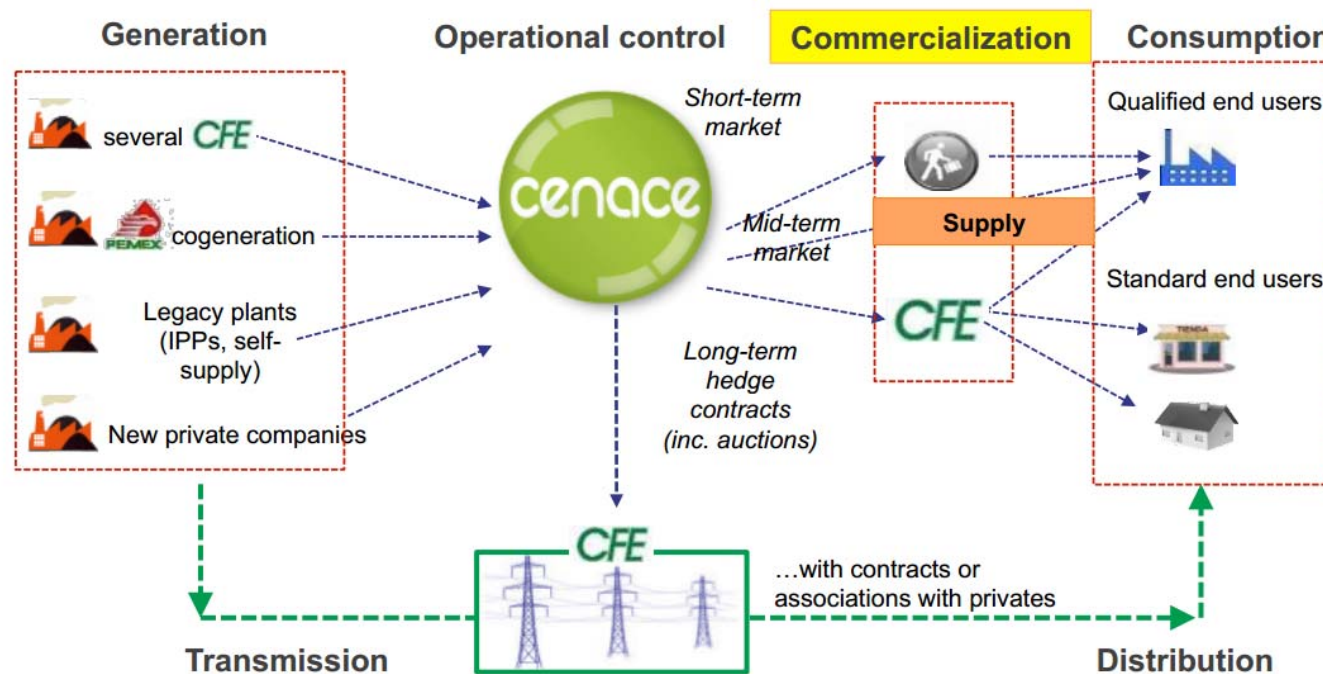 Generation
Operational control
Commercialization
Consumption
several CFE
PEMEX cogeneration
Legacy plants
(IPPs, self-
supply)
New private companies
cenace
Short-term
market
Mid-term
market
Long-term
hedge
contracts
(inc. auctions)
Supply
CFE
Qualified end users
Standard end users
TIENDA
CFE
…with contracts or
associations with privates
Transmission
Distribution